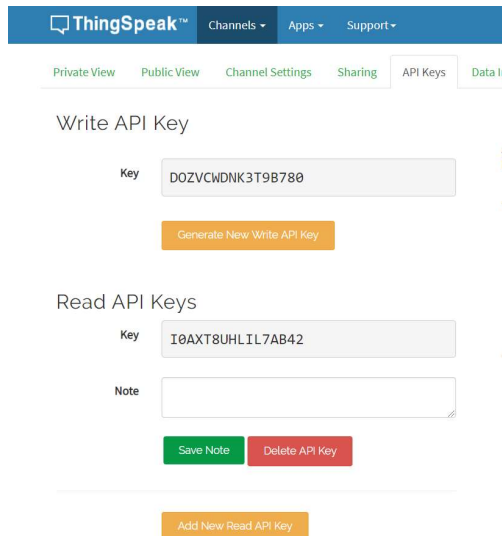 ThingSpeak™ Channels Apps Support
Private View Public View Channel Settings Sharing API Keys Data I
Write API Key
Key DOZVCWDNK3T9B780
Generate New Write API Key
Read API Keys
Key I0AXT8UHLIL7AB42
Note
Save Note Delete API Key
Add New Read API Key